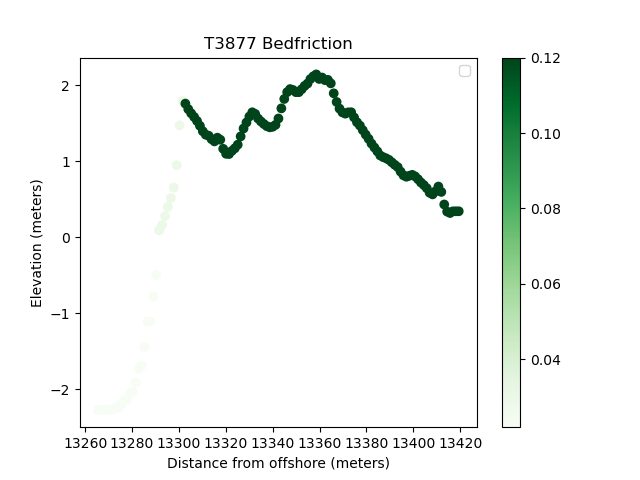 T3877 Bedfriction
2
1
0
−1
−2
Elevation (meters)
13260 13280 13300 13320 13340 13360 13380 13400 13420
Distance from offshore (meters)
0.12
0.10
0.08
0.06
0.04